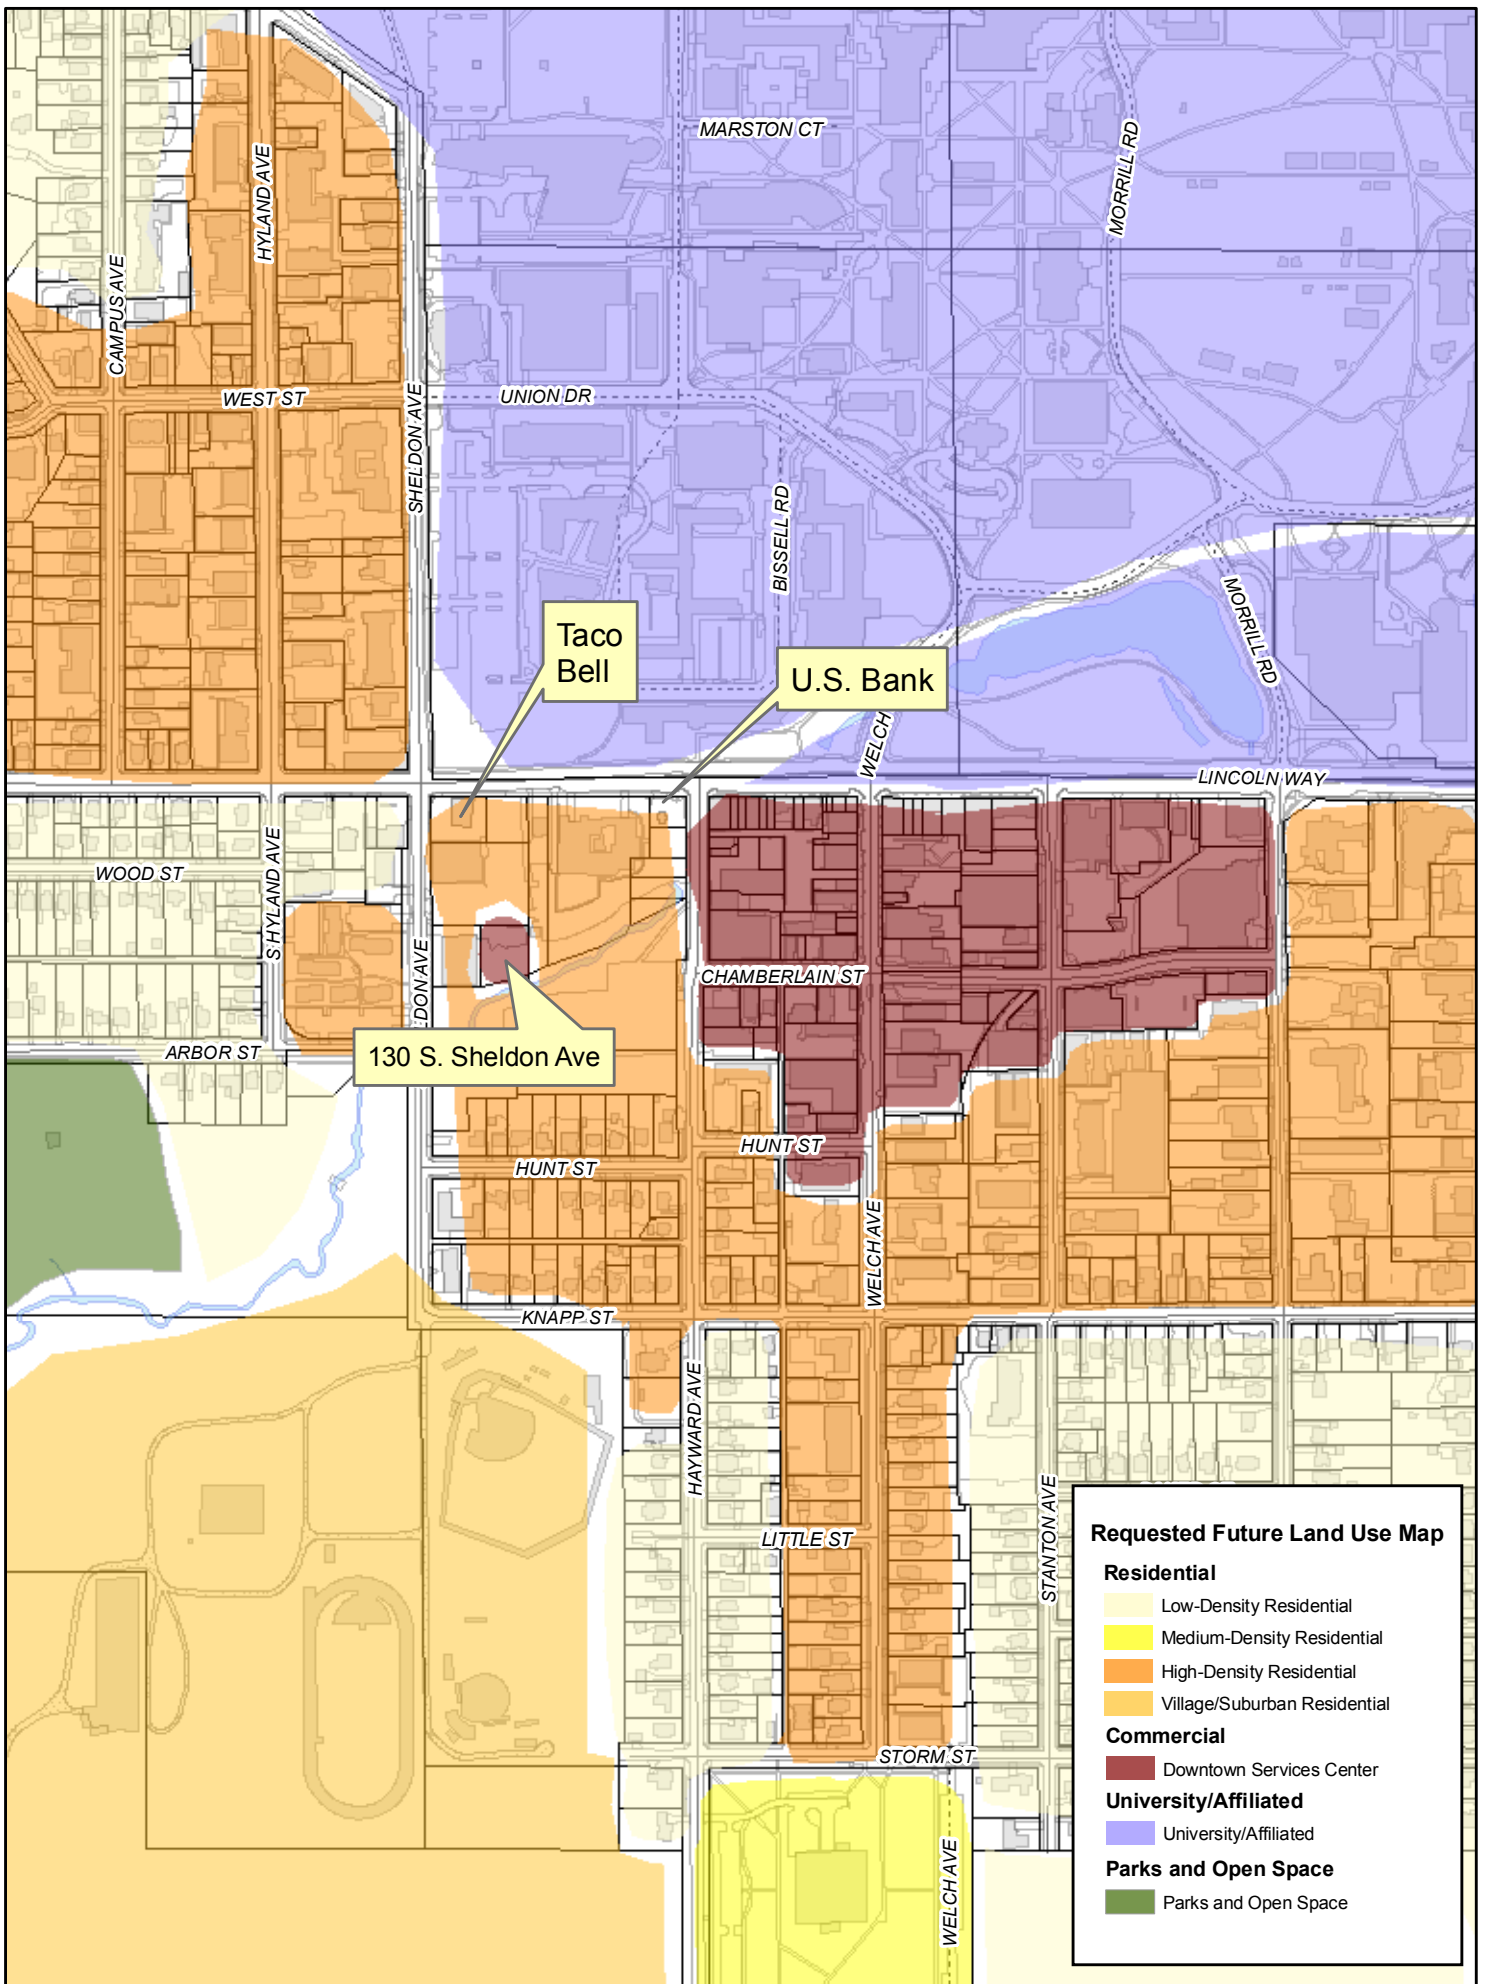 MARSTON CT
MORRILL RD
MORRILL RD
HYLAND AVE
CAMPUS AVE
WEST ST
SHELDON AVE
UNION DR
BISSELL RD
MORRILL RD
Taco
Bell
U.S. Bank
WELCH
LINCOLN WAY
WOOD ST
S HYLAND AVE
DON AVE
CHAMBERLAIN ST
130 S. Sheldon Ave
ARBOR ST
HUNT ST
HUNT ST
WELCH AVE
KNAPP ST
HAYWARD AVE
STANTON AVE
LITTLE ST
STORM ST
WELCH AVE
Requested Future Land Use Map
Residential
Low-Density Residential
Medium-Density Residential
High-Density Residential
Village/Suburban Residential
Commercial
Downtown Services Center
University/Affiliated
University/Affiliated
Parks and Open Space
Parks and Open Space